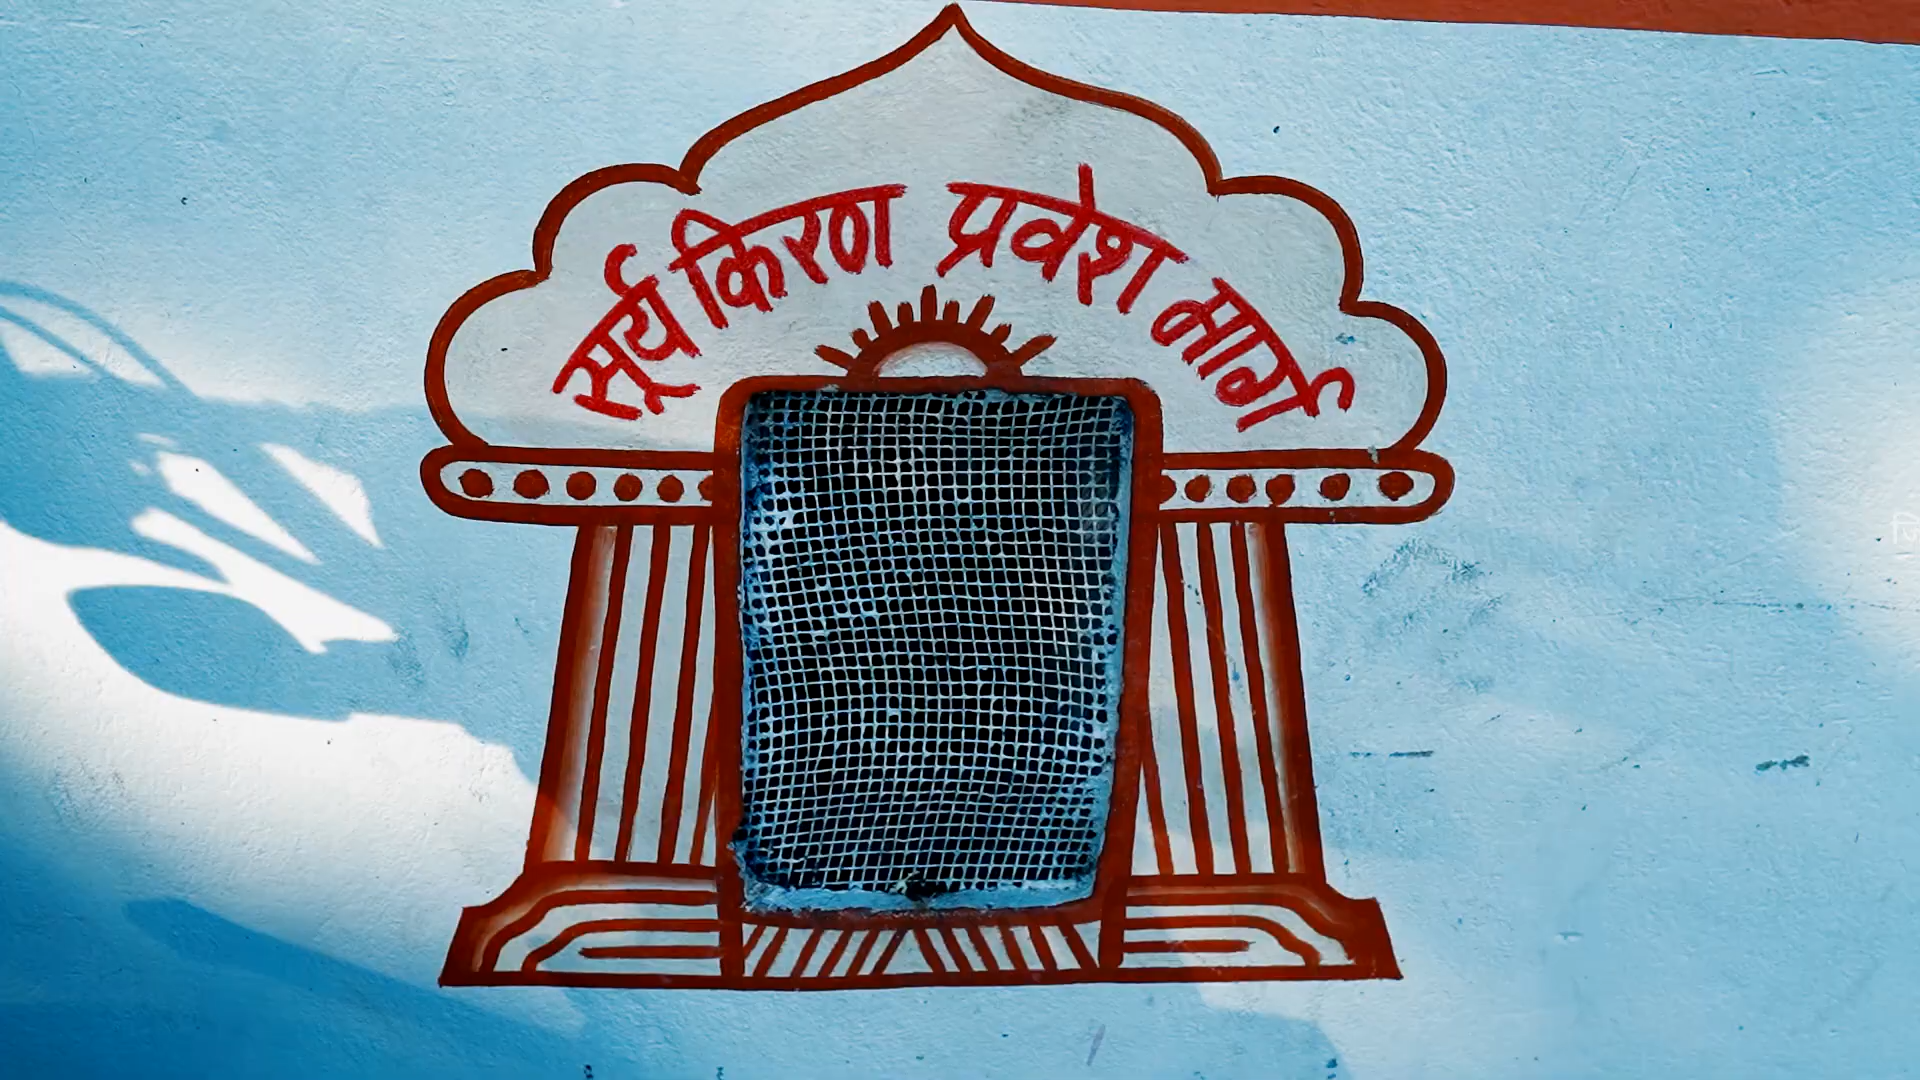 सूर्य किरण प्रवेश मार्ग